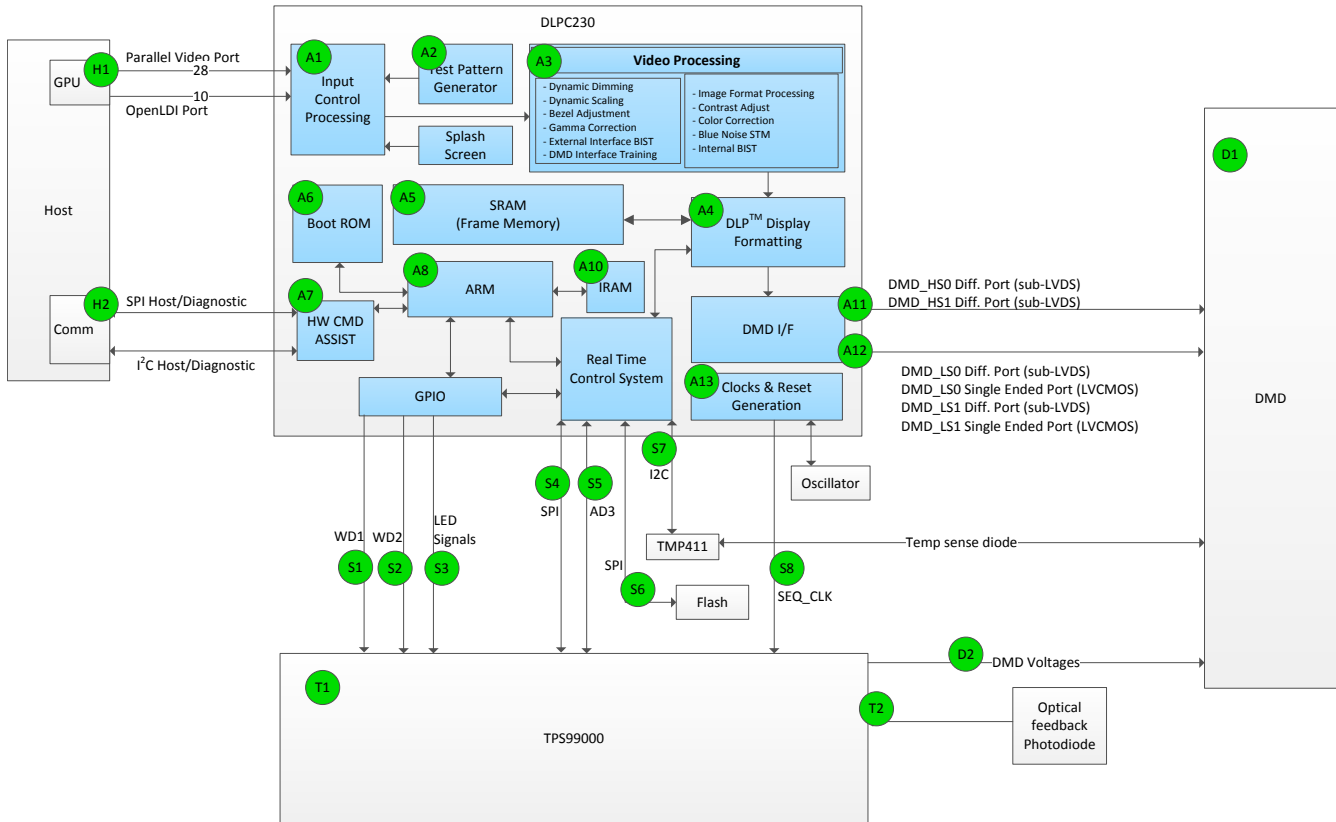 DLPC230
Host
GPU
H1
Parallel Video Port
28
10
OpenLDI Port
A1
Input
Control
Processing
A2
Test Pattern
Generator
Splash
Screen
A3
Video Processing
- Dynamic Dimming
- Dynamic Scaling
- Bezel Adjustment
- Gamma Correction
- External Interface BIST
- DMD Interface Training
- Image Format Processing
- Contrast Adjust
- Color Correction
- Blue Noise STM
- Internal BIST
A6
Boot ROM
A5
SRAM
(Frame Memory)
A4
DLP™ Display
Formatting
A8
ARM
A10
IRAM
H2
Comm
SPI Host/Diagnostic
I²C Host/Diagnostic
A7
HW CMD
ASSIST
GPIO
Real Time
Control System
DMD I/F
A11
A12
A13
Clocks & Reset
Generation
DMD_HS0 Diff. Port (sub-LVDS)
DMD_HS1 Diff. Port (sub-LVDS)
DMD_LS0 Diff. Port (sub-LVDS)
DMD_LS0 Single Ended Port (LVCMOS)
DMD_LS1 Diff. Port (sub-LVDS)
DMD_LS1 Single Ended Port (LVCMOS)
D1
DMD
Oscillator
S7
I2C
S4
SPI
S5
AD3
WD1
S1
WD2
S2
LED
Signals
S3
SPI
S6
Flash
TMP411
Temp sense diode
S8
SEQ_CLK
D2
DMD Voltages
T1
TPS99000
T2
Optical
feedback
Photodiode